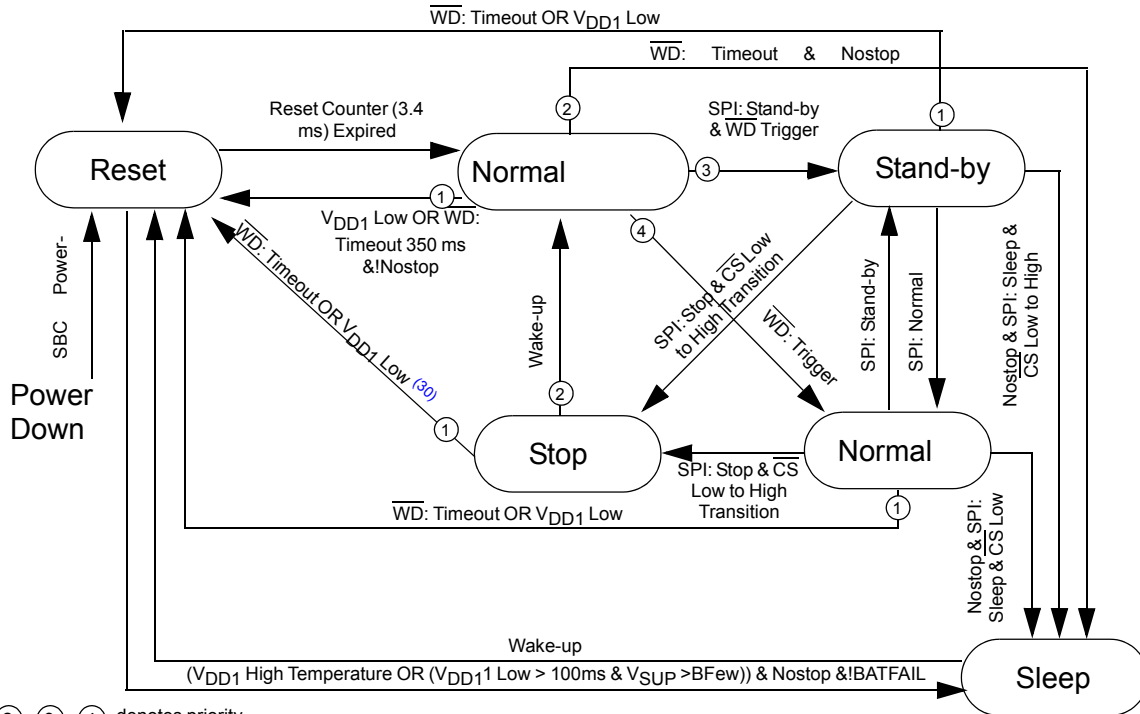 WD: Timeout OR VDD1 Low
WD: Timeout & Nostop
2
1
Reset Counter (3.4
ms) Expired
SPI: Stand-by
& WD Trigger
Reset
Normal
3
Stand-by
1
VDD1 Low OR WD:
Timeout 350 ms
&!Nostop
4
SBC Power-
Power
Down
WD: Timeout OR VDD1 Low (30)
1
Wake-up
2
SPI: Stop & CS Low
to High Transition
WD: Trigger
SPI: Stand-by
SPI: Normal
Nostop & SPI: Sleep &
CS Low to High
Stop
Normal
SPI: Stop & CS
Low to High
Transition
1
WD: Timeout OR VDD1 Low
Nostop & SPI:
Sleep & CS Low
Wake-up
(VDD1 High Temperature OR (VDD11 Low > 100ms & VSUP >BFew)) & Nostop &!BATFAIL
Sleep
denotes priority